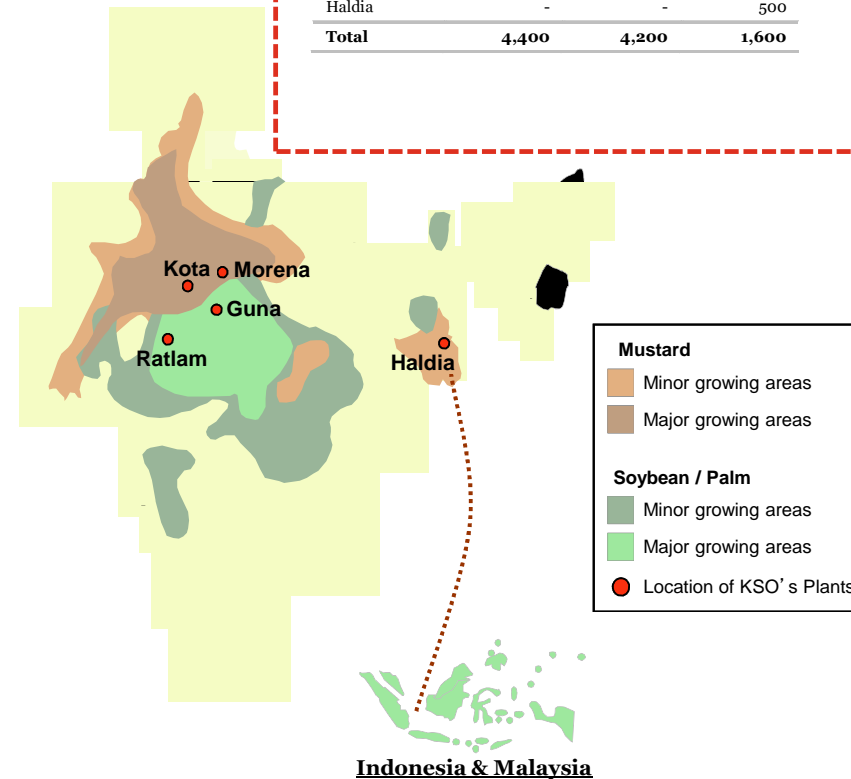 Haldia - - 500
Total 4,400 4,200 1,600
Kota Morena
Guna
Ratlam
Haldia
Mustard
Minor growing areas
Major growing areas
Soybean / Palm
Minor growing areas
Major growing areas
Location of KSO's Plants
Indonesia & Malaysia